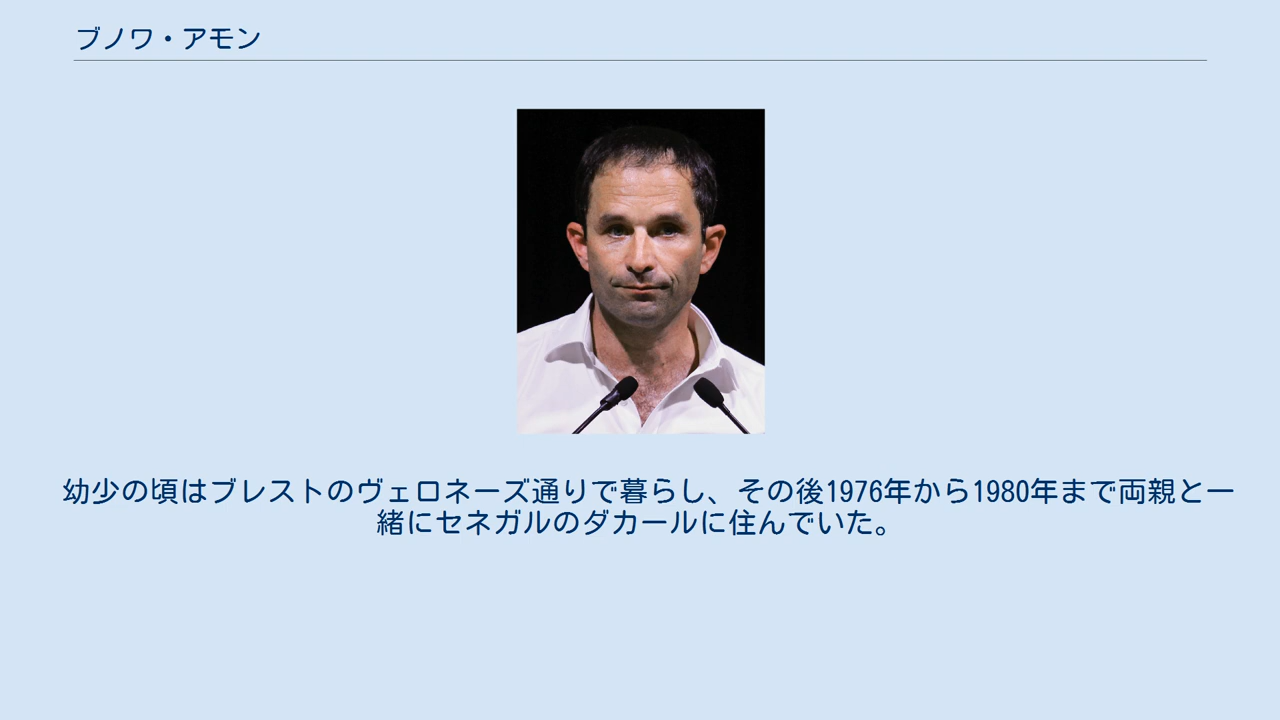 ブノワ・アモン
幼少の頃はブレストのヴェロネーズ通りで暮らし、その後1976年から1980年まで両親と一
緒にセネガルのダカールに住んでいた。